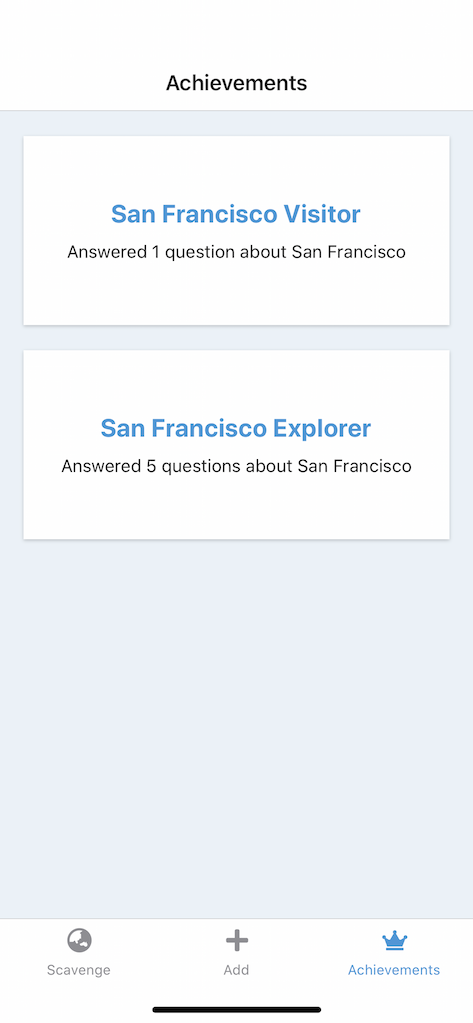 Achievements
San Francisco Visitor
Answered 1 question about San Francisco
San Francisco Explorer
Answered 5 questions about San Francisco
Scavenge
Add
Achievements